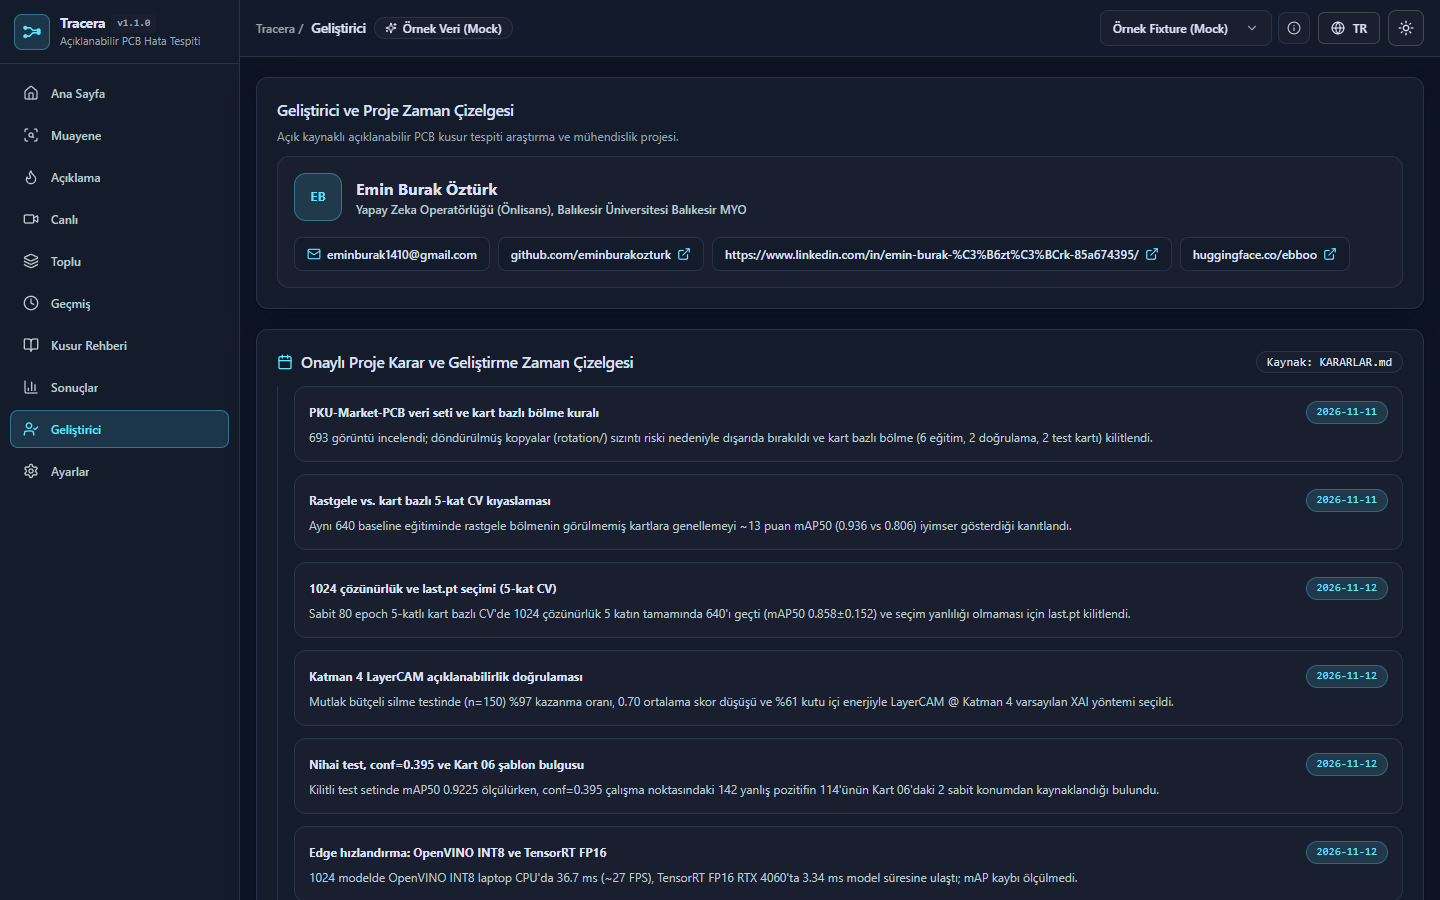 Tracera v1.1.0
Açıklanabilir PCB Hata Tespiti
Ana Sayfa
Muayene
Açıklama
Canlı
Toplu
Geçmiş
Kusur Rehberi
Sonuçlar
Geliştirici
Ayarlar
Tracera / Geliştirici Örnek Veri (Mock)
Örnek Fixture (Mock) TR
Geliştirici ve Proje Zaman Çizelgesi
Açık kaynaklı açıklanabilir PCB kusur tespiti araştırma ve mühendislik projesi.
EB
Emin Burak Öztürk
Yapay Zeka Operatörlüğü (Önlisans), Balıkesir Üniversitesi Balıkesir MYO
eminburak1410@gmail.com
github.com/eminburakozturk
https://www.linkedin.com/in/emin-burak-%C3%B6zt%C3%BCrk-85a674395/
huggingface.co/ebboo
Onaylı Proje Karar ve Geliştirme Zaman Çizelgesi
Kaynak: KARARLAR.md
PKU-Market-PCB veri seti ve kart bazlı bölme kuralı
2026-11-11
693 görüntü incelendi; döndürülmüş kopyalar (rotation/) sızıntı riski nedeniyle dışarıda bırakıldı ve kart bazlı bölme (6 eğitim, 2 doğrulama, 2 test kartı) kilitlendi.
Rastgele vs. kart bazlı 5-kat CV kıyaslaması
2026-11-11
Aynı 640 baseline eğitiminde rastgele bölmenin görülmemiş kartlara genellemeyi ~13 puan mAP50 (0.936 vs 0.806) iyimser gösterdiği kanıtlandı.
1024 çözünürlük ve last.pt seçimi (5-kat CV)
2026-11-12
Sabit 80 epoch 5-katlı kart bazlı CV'de 1024 çözünürlük 5 katın tamamında 640'ı geçti (mAP50 0.858±0.152) ve seçim yanlılığı olmaması için last.pt kilitlendi.
Katman 4 LayerCAM açıklanabilirlik doğrulaması
2026-11-12
Mutlak bütçeli silme testinde (n=150) %97 kazanma oranı, 0.70 ortalama skor düşüşü ve %61 kutu içi enerjiyle LayerCAM @ Katman 4 varsayılan XAI yöntemi seçildi.
Nihai test, conf=0.395 ve Kart 06 şablon bulgusu
2026-11-12
Kilitli test setinde mAP50 0.9225 ölçülürken, conf=0.395 çalışma noktasındaki 142 yanlış pozitifin 114'ünün Kart 06'daki 2 sabit konumdan kaynaklandığı bulundu.
Edge hızlandırma: OpenVINO INT8 ve TensorRT FP16
2026-11-12
1024 modelde OpenVINO INT8 laptop CPU'da 36.7 ms (~27 FPS), TensorRT FP16 RTX 4060'ta 3.34 ms model süresine ulaştı; mAP kaybı ölçülmedi.